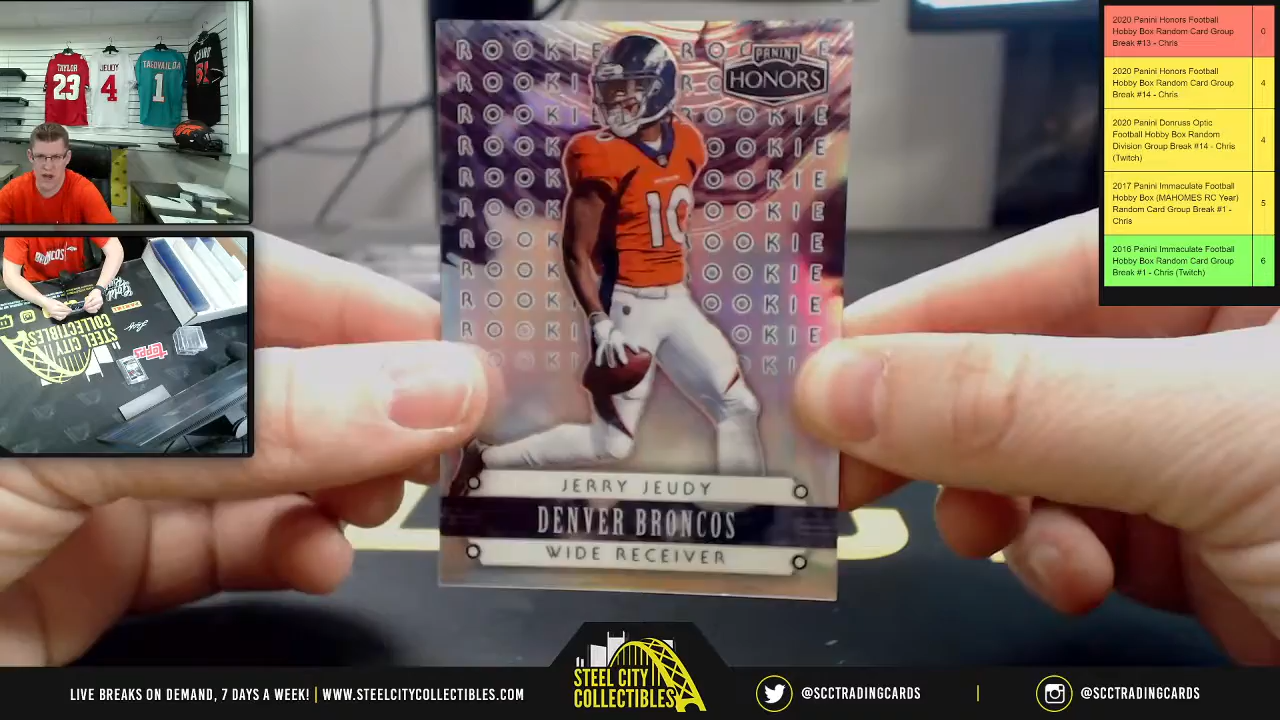 TAYLOR
23
JEUDY
4
TAGOVAILOA
1
BRONCOS
STEEL CITY
COLLECTIBLES
Topps
PANINI
HONORS
ROOKIE
10
JERRY JEUDY
DENVER BRONCOS
WIDE RECEIVER
2020 Panini Honors Football
Hobby Box Random Card Group
Break #13 - Chris
0
2020 Panini Honors Football
Hobby Box Random Card Group
Break #14 - Chris
4
2020 Panini Donruss Optic
Football Hobby Box Random
Division Group Break #14 - Chris
(Twitch)
4
2017 Panini Immaculate Football
Hobby Box (MAHOMES RC Year)
Random Card Group Break #1 -
Chris
5
2016 Panini Immaculate Football
Hobby Box Random Card Group
Break #1 - Chris (Twitch)
6
LIVE BREAKS ON DEMAND, 7 DAYS A WEEK! | WWW.STEELCITYCOLLECTIBLES.COM
STEEL CITY
COLLECTIBLES
@SCCTRADINGCARDS
@SCCTRADINGCARDS